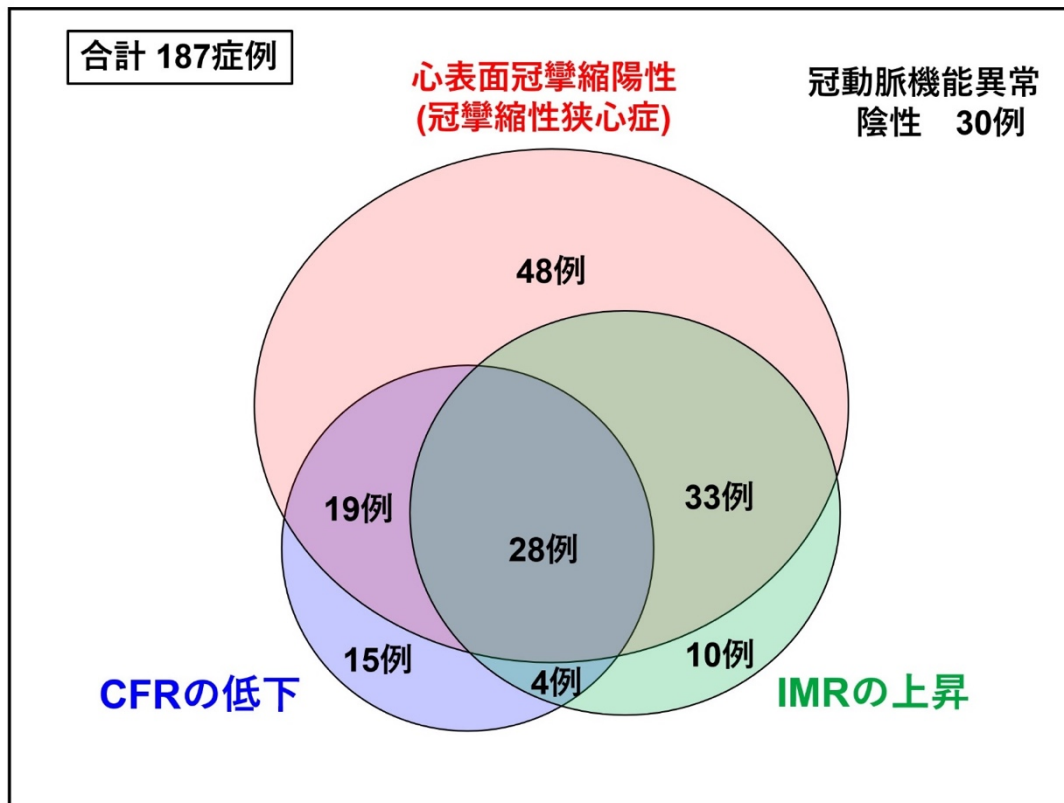 合計 187症例
心表面冠攣縮陽性
(冠攣縮性狭心症)
冠動脈機能異常
陰性　30例
48例
19例
33例
28例
15例
4例
10例
CFRの低下
IMRの上昇